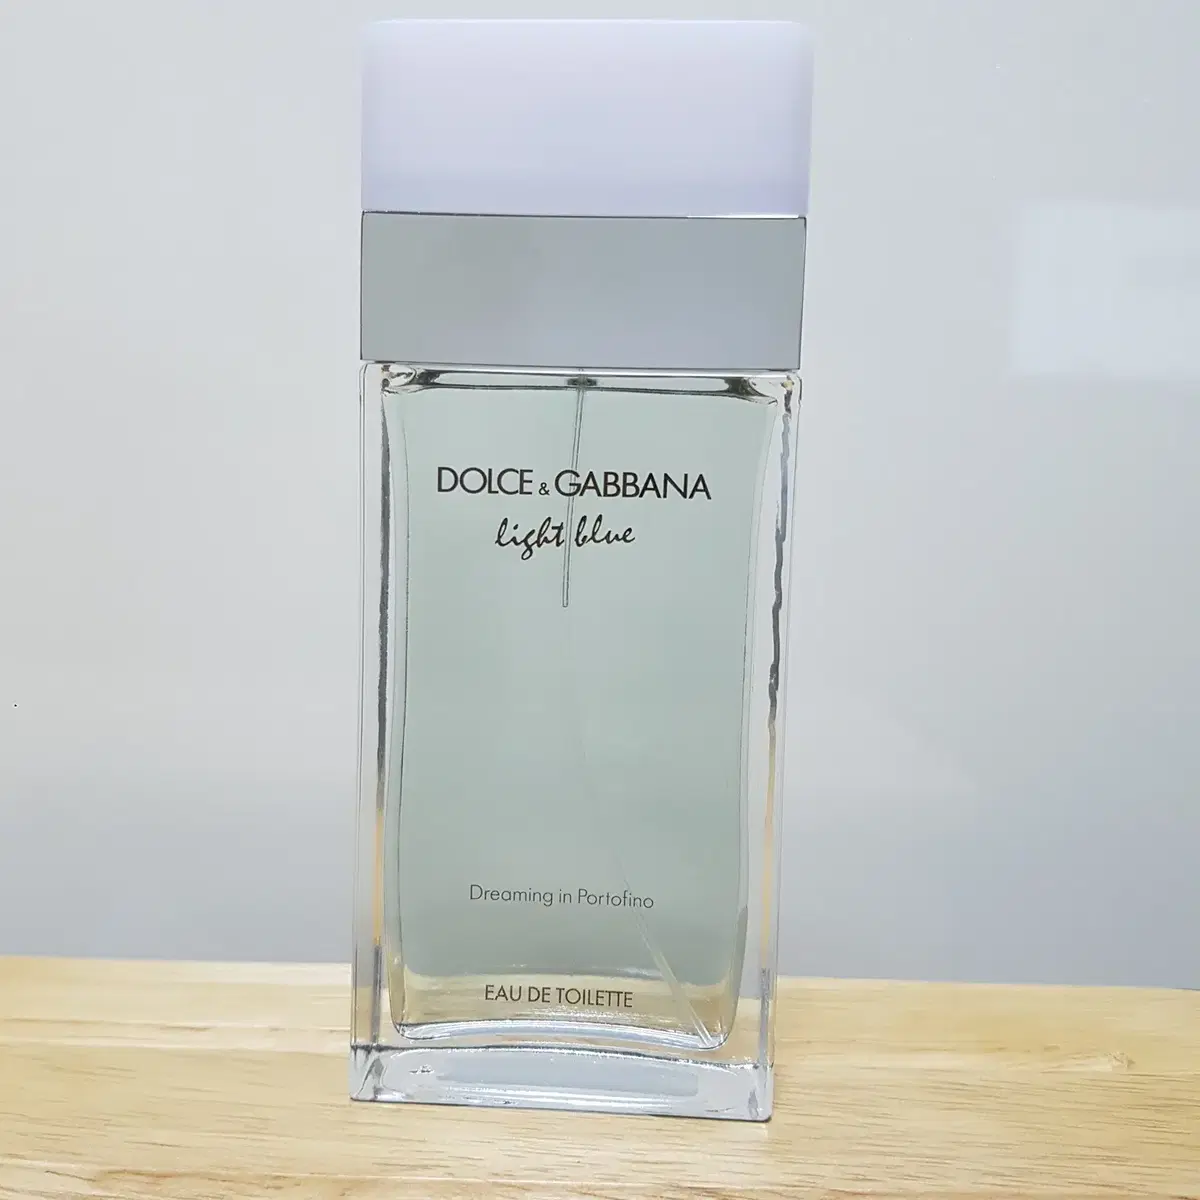 DOLCE & GABBANA
light blue
Dreaming in Portofino
EAU DE TOILETTE